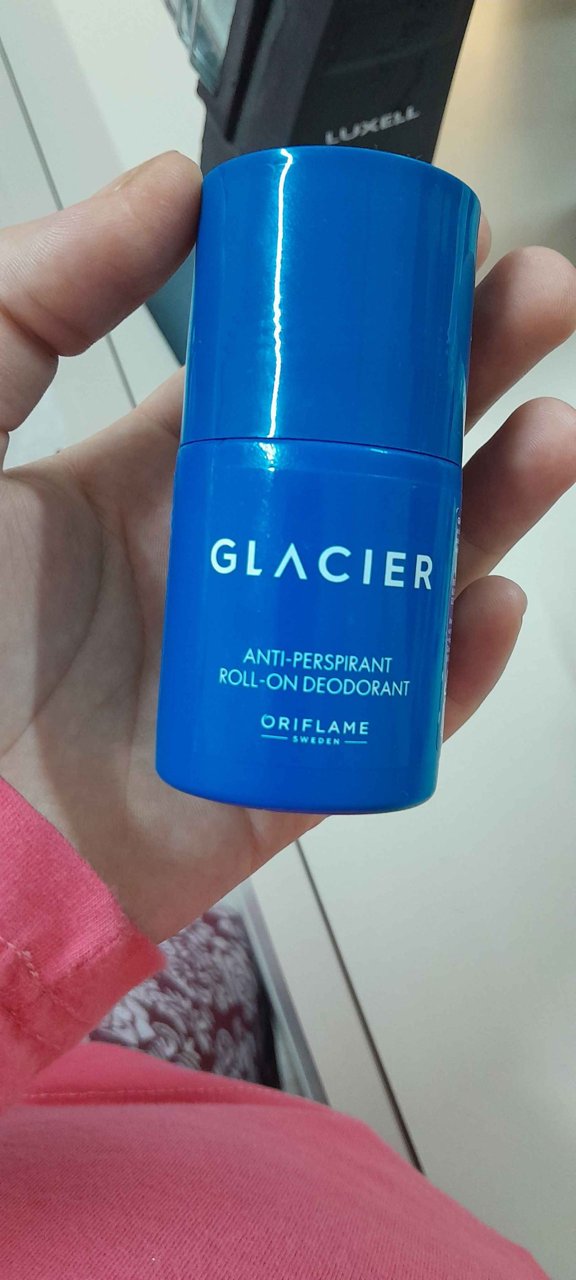 LUXELL
GLACIER
ANTI-PERSPIRANT
ROLL-ON DEODORANT
ORIFLAME
SWEDEN